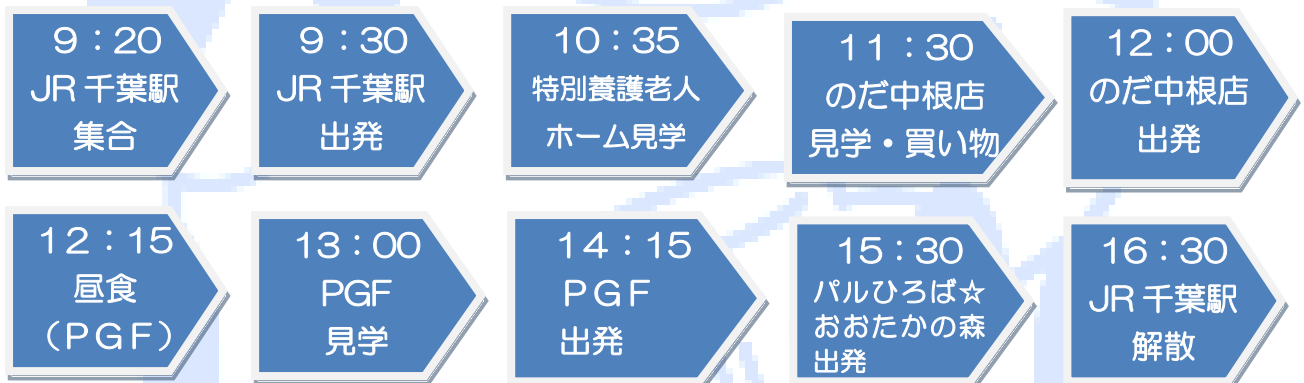 ９：20
JR 千葉駅
集合
９：30
JR 千葉駅
出発
10：35
特別養護老人
ホーム見学
１１：30
のだ中根店
見学・買い物
１２：００
のだ中根店
出発
１２：１５
昼食
（ＰＧＦ）
１３：００
PGF
見学
１４：１５
ＰＧＦ
出発
１５：３０
パルひろば☆
おおたかの森
出発
１６：３０
JR 千葉駅
解散